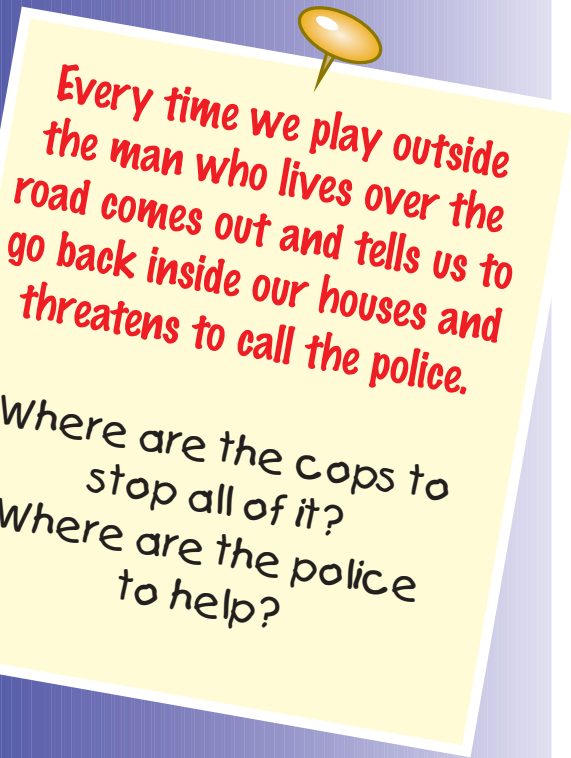 Every time we play outside
the man who lives over the
road comes out and tells us to
go back inside our houses and
threatens to call the police.
Where are the cops to
stop all of it?
Where are the police
to help?